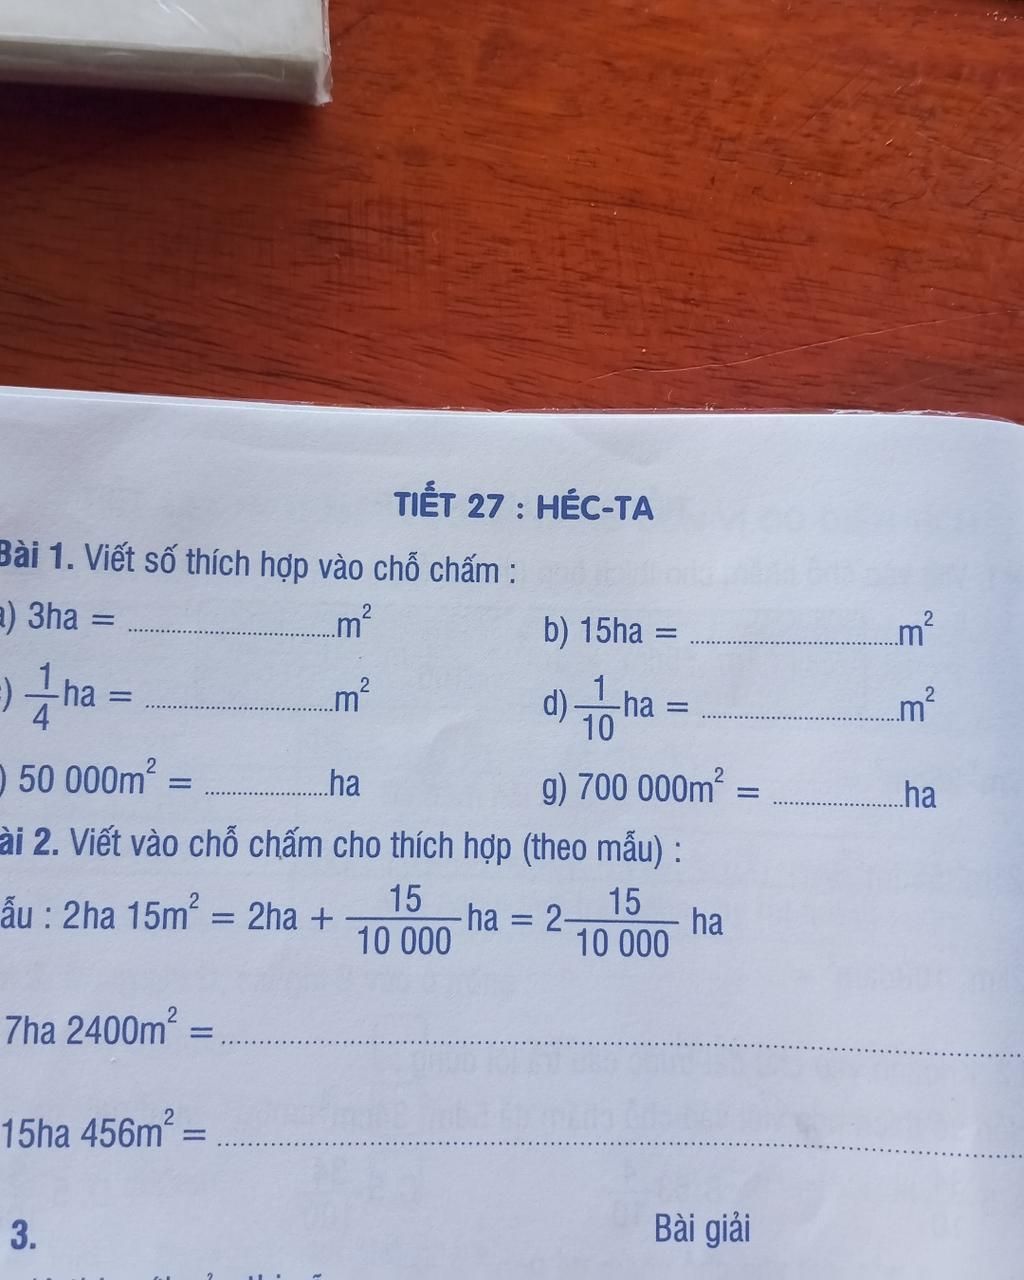 TIẾT 27 : HÉC-TA
Bài 1. Viết số thích hợp vào chỗ chấm :
a) 3ha = ........................ m² b) 15ha = ........................ m²
) 1/4 ha = ........................ m² d) 1/10 ha = ........................ m²
) 50 000m² = ........................ ha g) 700 000m² = ........................ ha
ài 2. Viết vào chỗ chấm cho thích hợp (theo mẫu) :
ẫu : 2ha 15m² = 2ha + 15/10 000 ha = 2 15/10 000 ha
7ha 2400m² = ........................
15ha 456m² = ........................
3. Bài giải